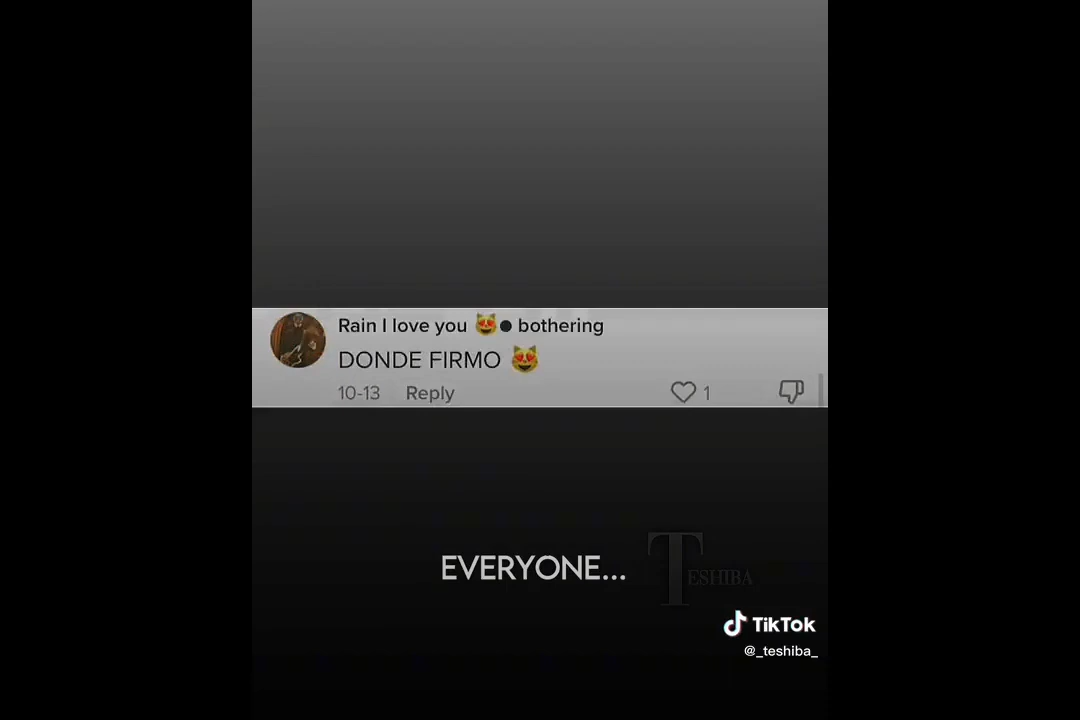 Rain I love you 😻● bothering
DONDE FIRMO 😻
10-13 Reply 1
EVERYONE...
TESHIBA
TikTok
@_teshiba_